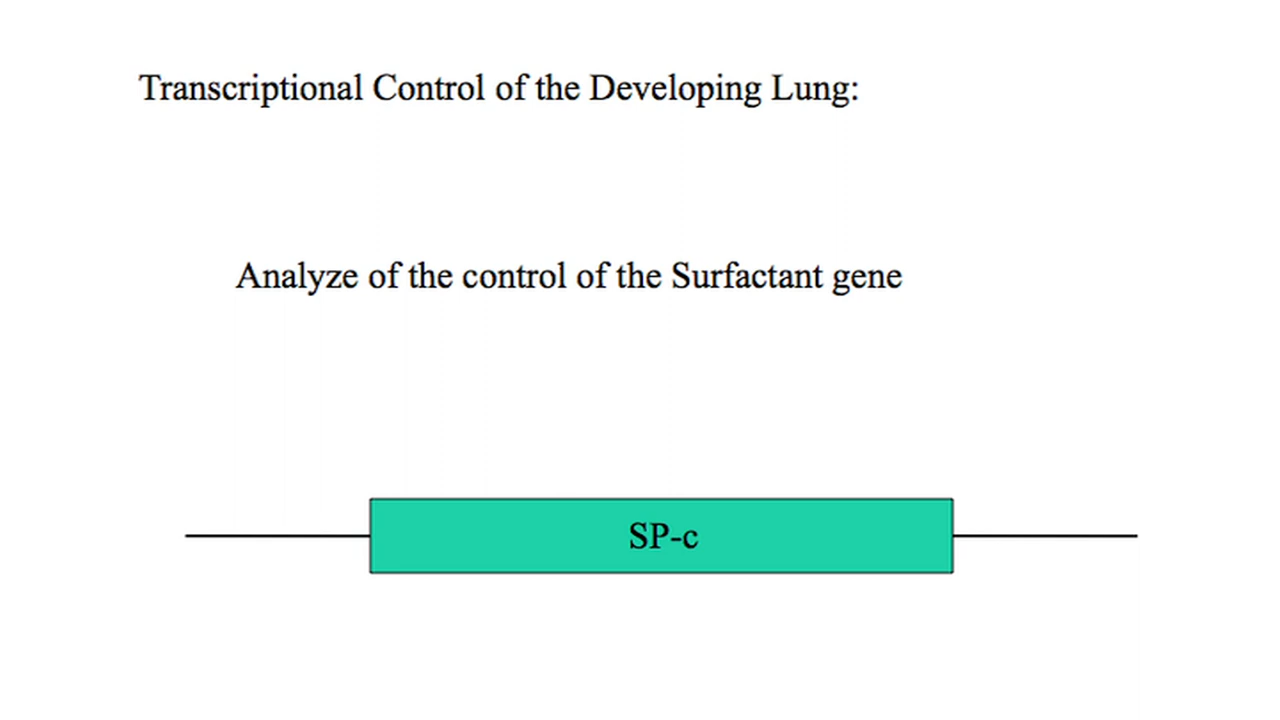 Transcriptional Control of the Developing Lung:
Analyze of the control of the Surfactant gene
SP-c